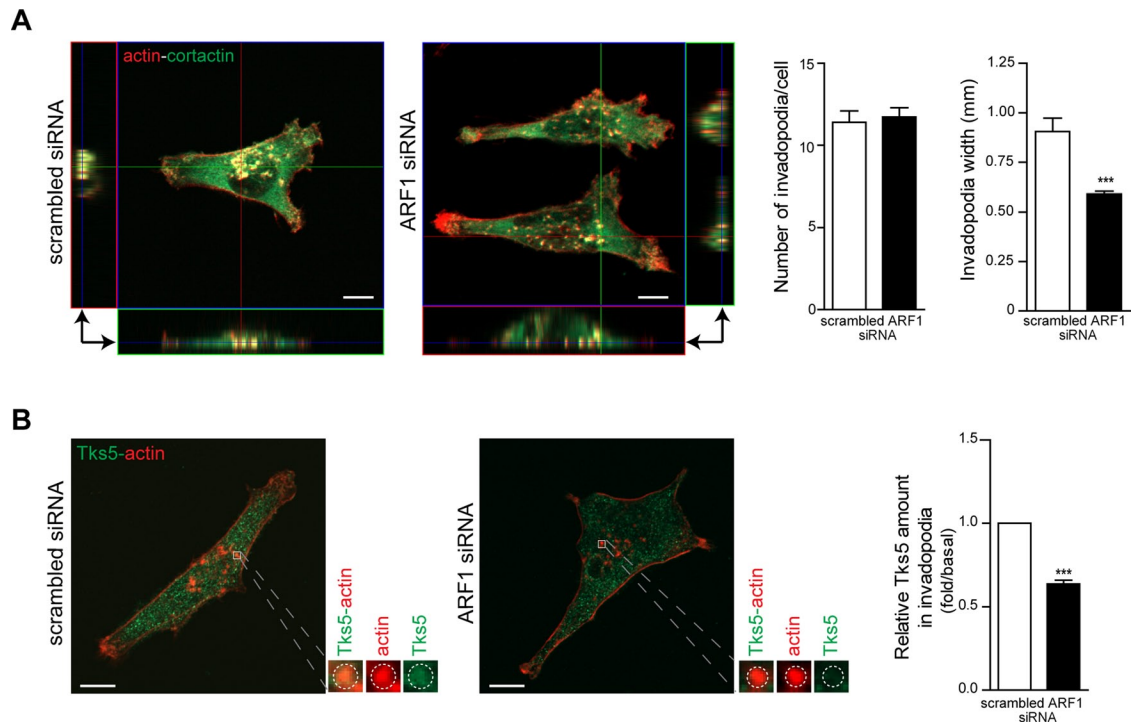 A
actin-cortactin
scrambled siRNA
ARF1 siRNA
Number of invadopodia/cell
15
10
5
0
scrambled ARF1
siRNA
Invadopodia width (mm)
1.25
1.00
0.75
0.50
0.25
0
***
scrambled ARF1
siRNA
B
Tks5-actin
scrambled siRNA
Tks5-actin
actin
Tks5
ARF1 siRNA
Tks5-actin
actin
Tks5
Relative Tks5 amount
in invadopodia
(fold/basal)
1.5
1.0
0.5
0.0
***
scrambled ARF1
siRNA